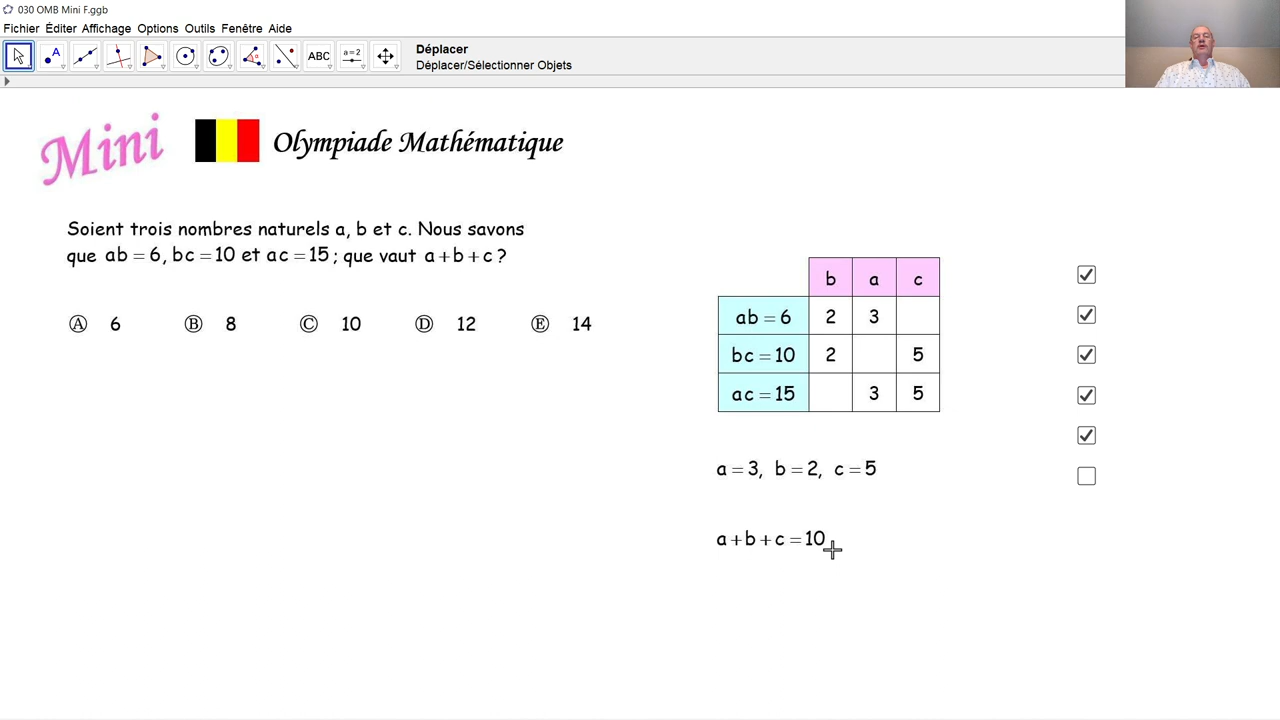 030 OMB Mini F.ggb
Fichier Éditer Affichage Options Outils Fenêtre Aide
A ABC a=2 Déplacer
Déplacer/Sélectionner Objets
Mini Olympiade Mathématique
Soient trois nombres naturels a, b et c. Nous savons
que ab = 6, bc = 10 et ac = 15 ; que vaut a + b + c ?
Ⓐ 6 Ⓑ 8 Ⓒ 10 Ⓓ 12 Ⓔ 14
b a c
ab = 6 2 3
bc = 10 2 5
ac = 15 3 5
a = 3, b = 2, c = 5
a + b + c = 10